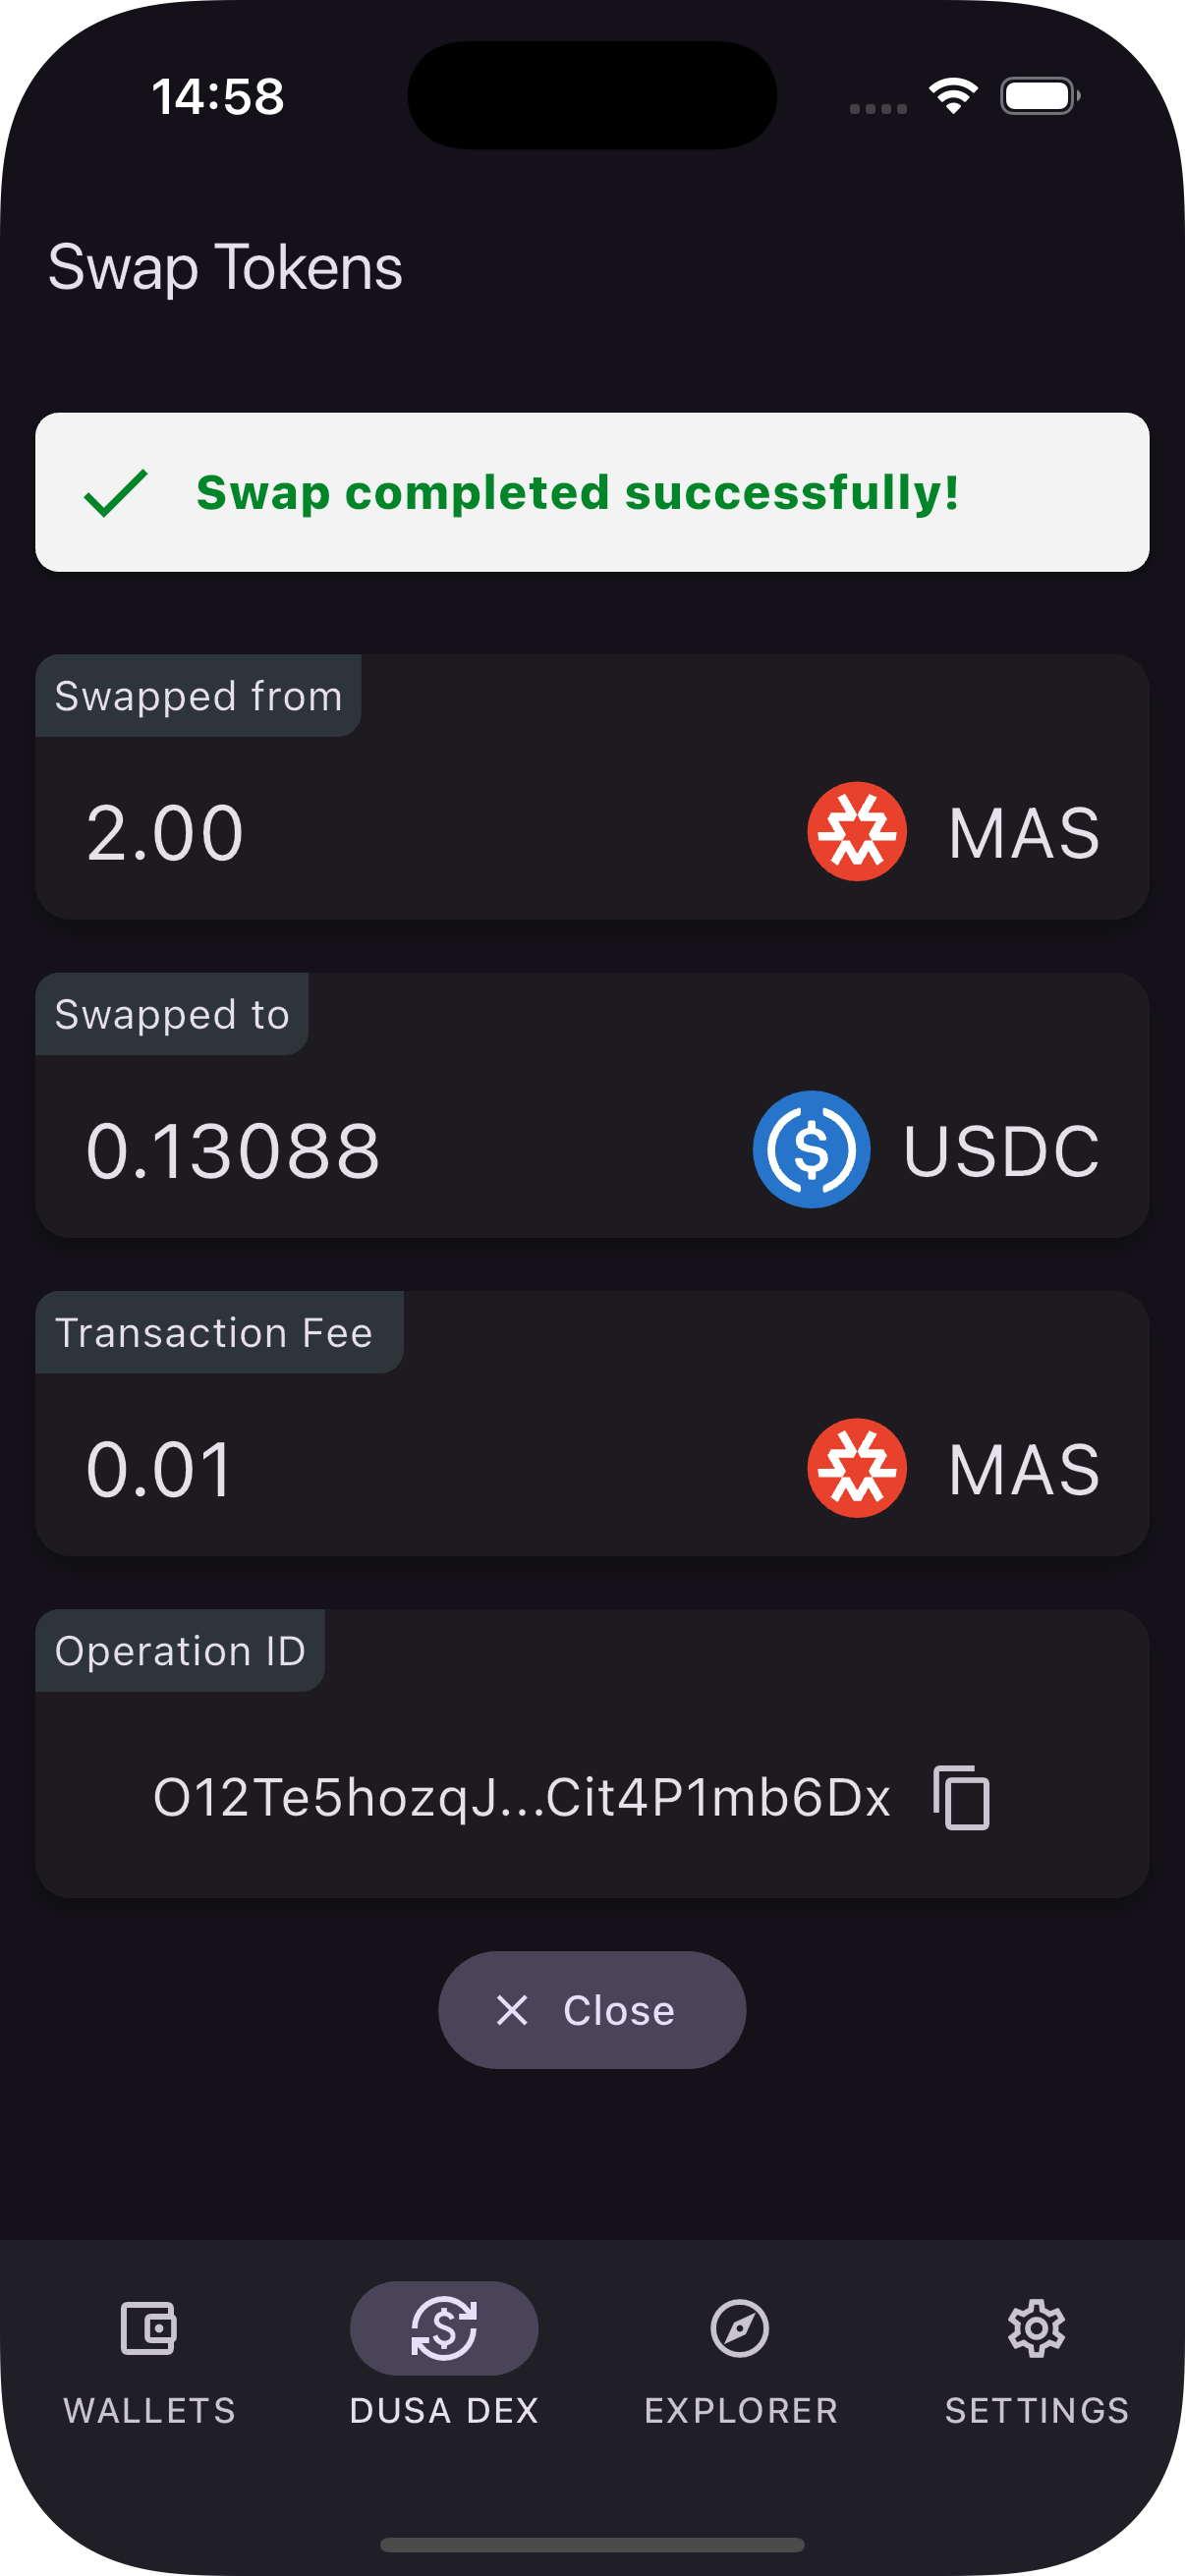 14:58
Swap Tokens
Swap completed successfully!
Swapped from
2.00 MAS
Swapped to
0.13088 USDC
Transaction Fee
0.01 MAS
Operation ID
O12Te5hozqJ...Cit4P1mb6Dx
Close
WALLETS DUSA DEX EXPLORER SETTINGS